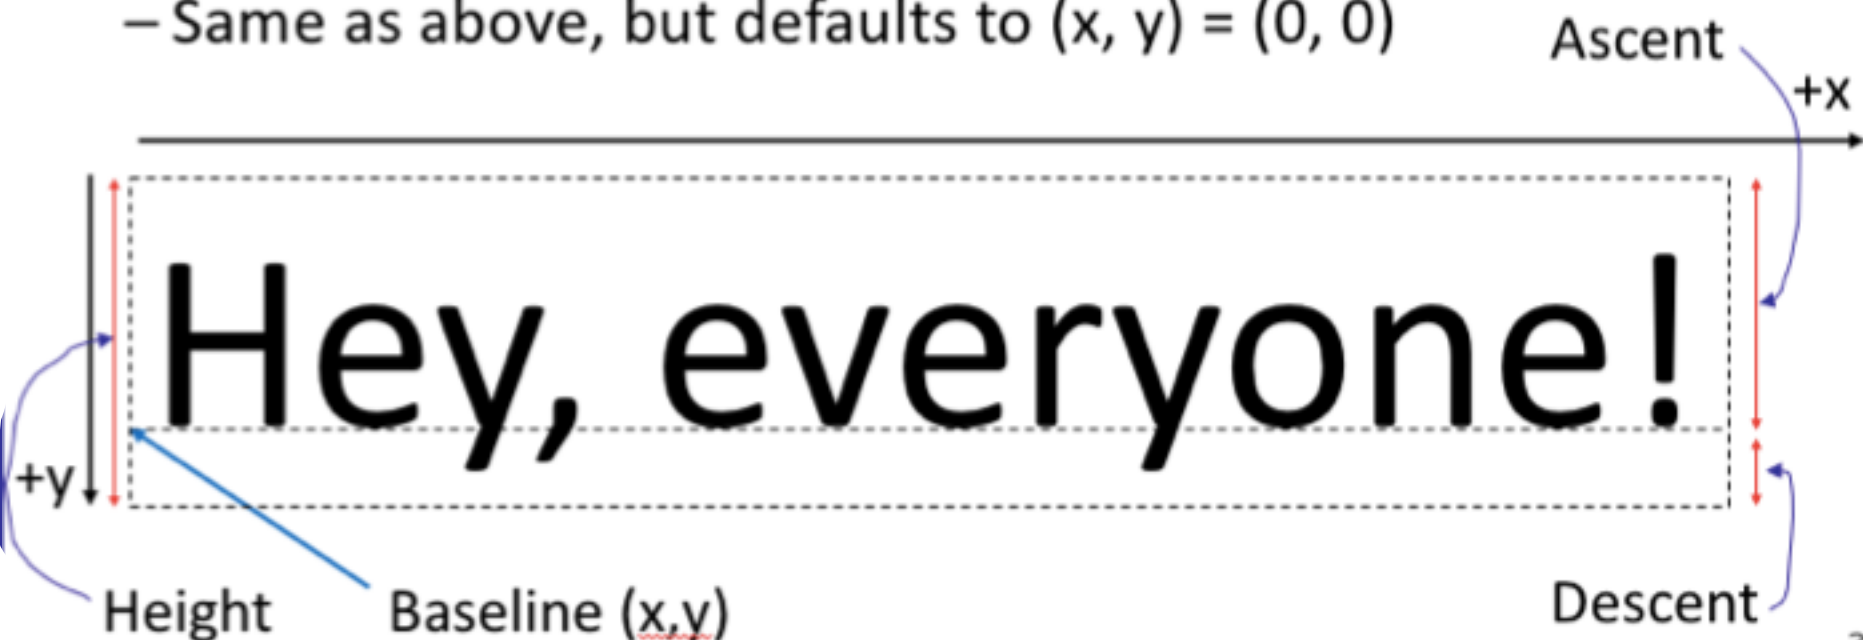 – Same as above, but defaults to (x, y) = (0, 0)
Ascent
+x
Hey, everyone!
+y
Height
Baseline (x,y)
Descent